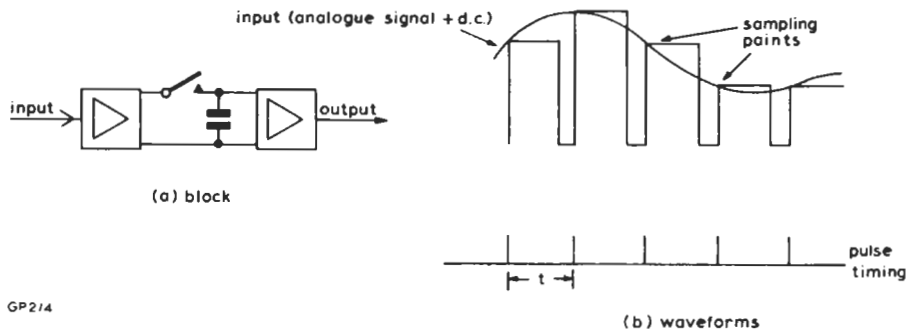 input (analogue signal + d.c.)
sampling
paints
input
output
(a) block
pulse
timing
t
GP2/4
(b) waveforms